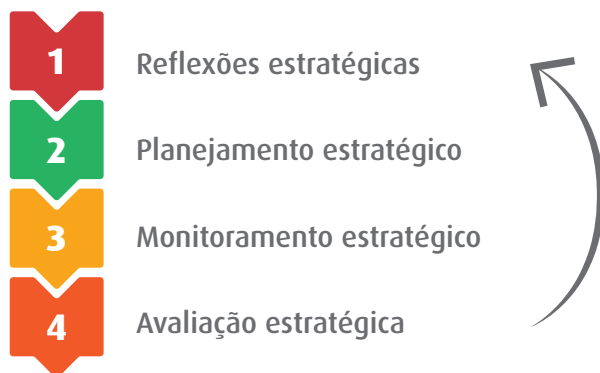 1 Reflexões estratégicas
2 Planejamento estratégico
3 Monitoramento estratégico
4 Avaliação estratégica